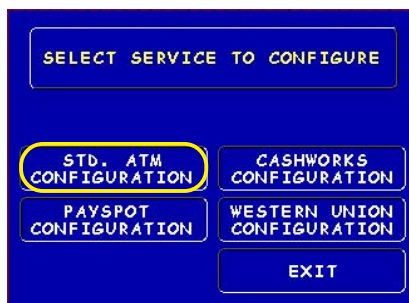 SELECT SERVICE TO CONFIGURE
STD. ATM
CONFIGURATION
CASHWORKS
CONFIGURATION
PAYSPOT
CONFIGURATION
WESTERN UNION
CONFIGURATION
EXIT